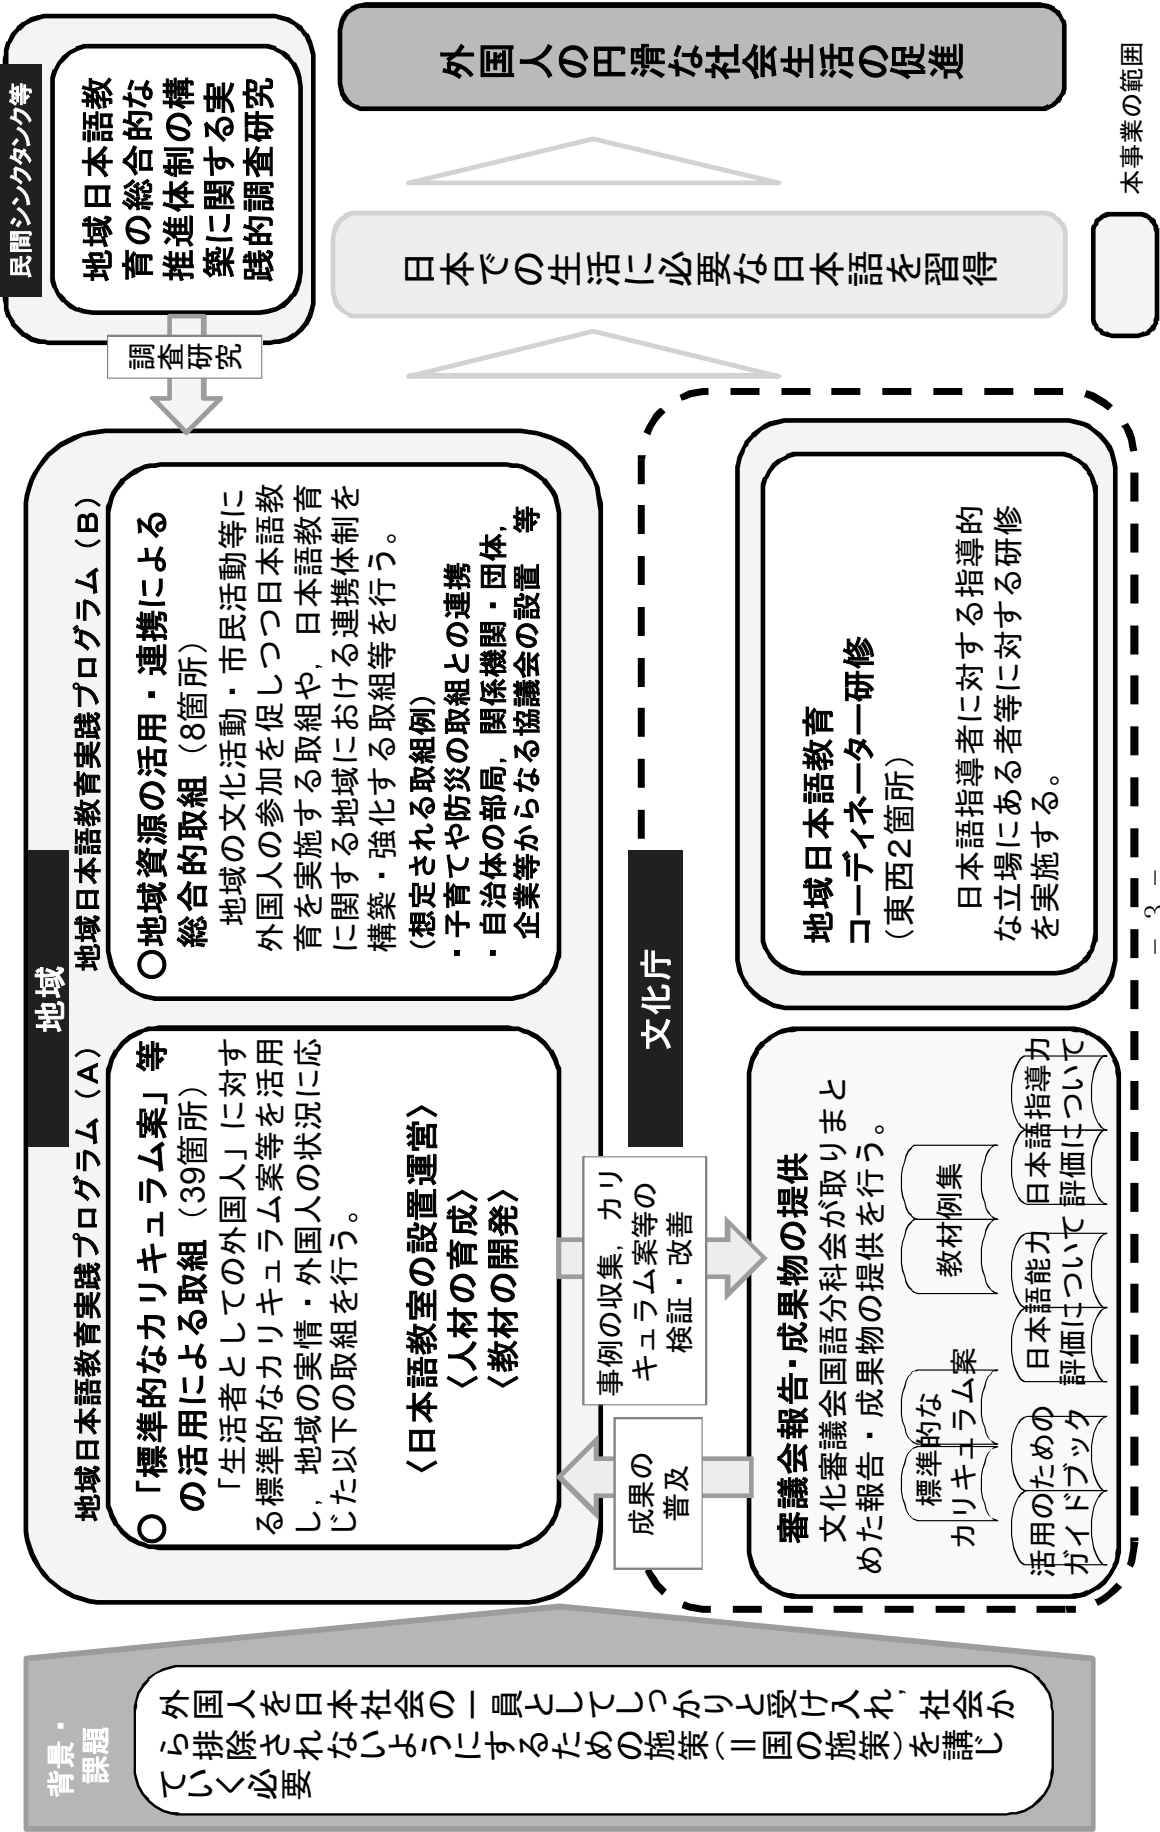 背景・
課題
外国人を日本社会の一員としてしっかりと受け入れ，社会か
ら排除されないようにするための施策（＝国の施策）を講じ
ていく必要
地域
地域日本語教育実践プログラム（A）
○「標準的なカリキュラム案」等
の活用による取組（39箇所）
「生活者としての外国人」に対す
る標準的なカリキュラム案等を活用
し，地域の実情・外国人の状況に応
じた以下の取組を行う。
〈日本語教室の設置運営〉
〈人材の育成〉
〈教材の開発〉
地域日本語教育実践プログラム（B）
○地域資源の活用・連携による
総合的取組（8箇所）
地域の文化活動・市民活動等に
外国人の参加を促しつつ日本語教
育を実施する取組や，日本語教育
に関する地域における連携体制を
構築・強化する取組等を行う。
（想定される取組例）
・子育てや防災の取組との連携
・自治体の部局，関係機関・団体，
企業等からなる協議会の設置　等
民間シンクタンク等
地域日本語教
育の総合的な
推進体制の構
築に関する実
践的調査研究
調査
研究
成果の
普及
事例の収集，カリ
キュラム案等の
検証・改善
文化庁
審議会報告・成果物の提供
文化審議会国語分科会が取りまと
めた報告・成果物の提供を行う。
標準的な
カリキュラム案
教材例集
活用のための
ガイドブック
日本語能力
評価について
日本語指導力
評価について
地域日本語教育
コーディネーター研修
（東西2箇所）
日本語指導者に対する指導的
な立場にある者等に対する研修
を実施する。
日本での生活に必要な日本語を習得
外国人の円滑な社会生活の促進
本事業の範囲
- 3 -